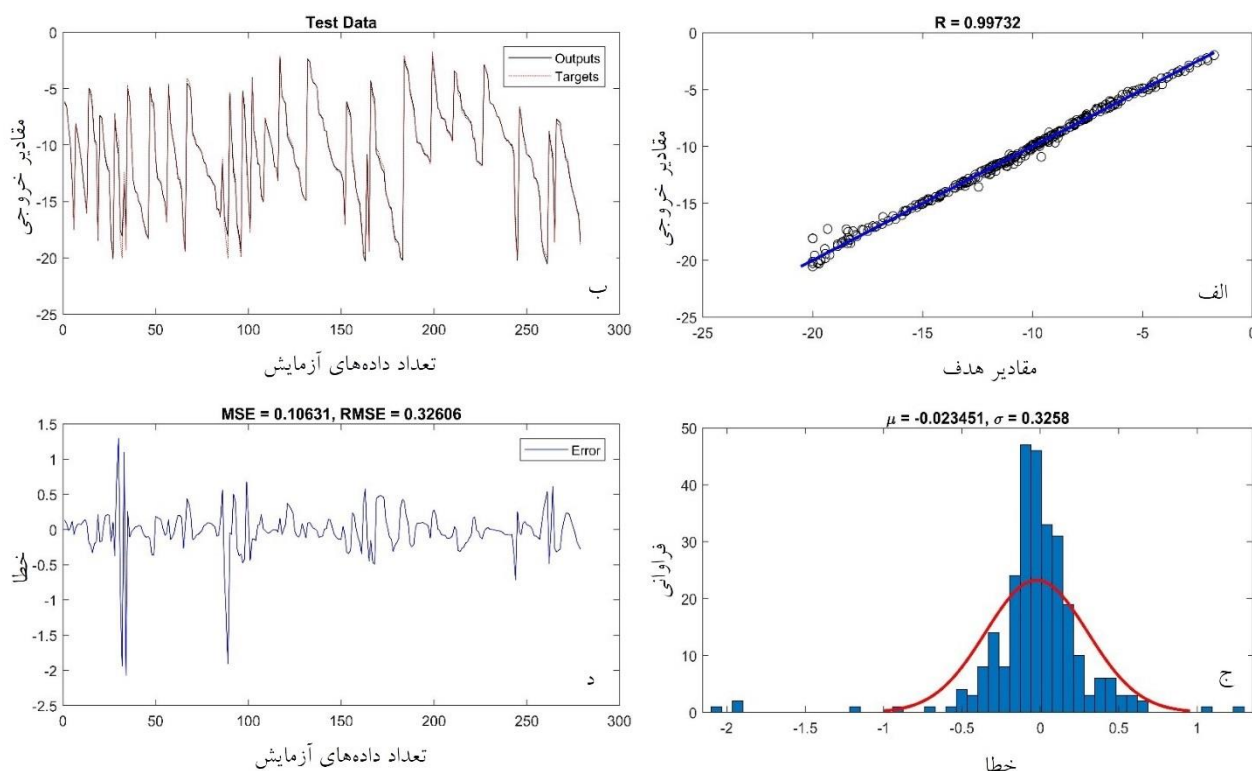 Test Data
0
-5
-10
-15
-20
-25
0
50
100
150
200
250
300
Outputs
Targets
مقادیر خروجی
تعداد داده‌های آزمایش
ب
R = 0.99732
0
-5
-10
-15
-20
-25
-25
-20
-15
-10
-5
0
مقادیر خروجی
مقادیر هدف
الف
MSE = 0.10631, RMSE = 0.32606
1.5
1
0.5
0
-0.5
-1
-1.5
-2
-2.5
0
50
100
150
200
250
300
Error
خطا
تعداد داده‌های آزمایش
د
μ = -0.023451, σ = 0.3258
50
40
30
20
10
0
-2
-1.5
-1
-0.5
0
0.5
1
فراوانی
خطا
ج